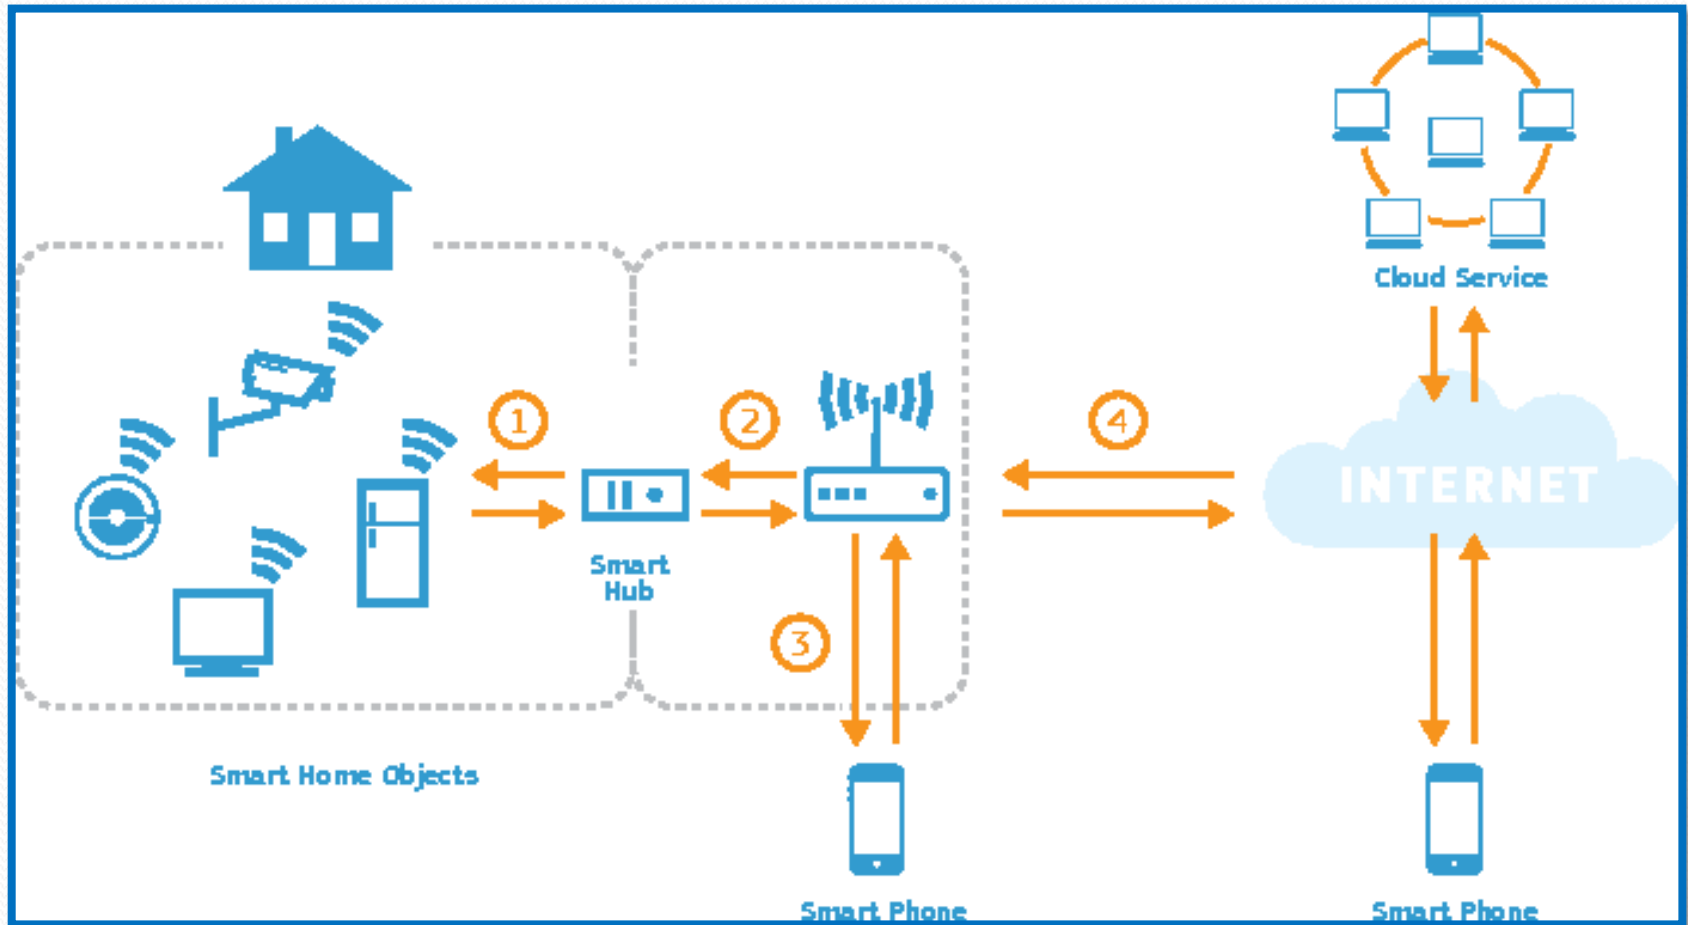 Cloud Service
1
2
4
INTERNET
Smart
Hub
3
Smart Home Objects
Smart Phone
Smart Phone